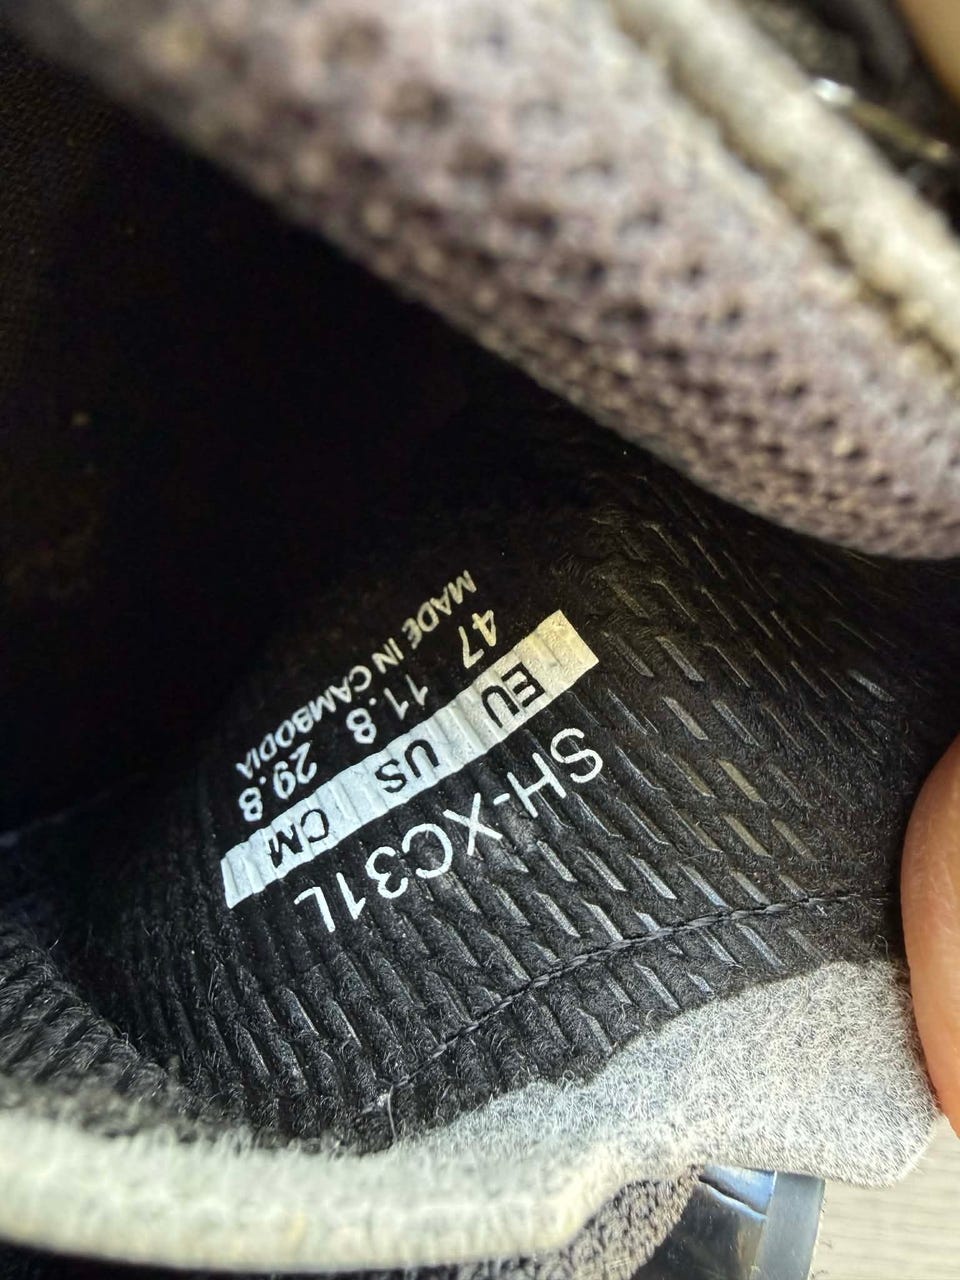 SH-XC31L
EU US CM
47 11.8 29.8
MADE IN CAMBODIA